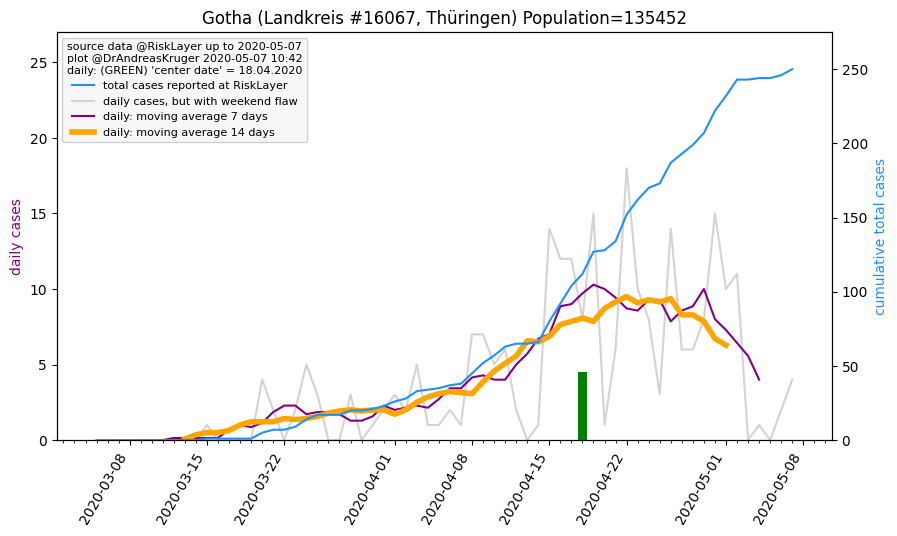 Gotha (Landkreis #16067, Thüringen) Population=135452
source data @RiskLayer up to 2020-05-07
plot @DrAndreasKruger 2020-05-07 10:42
daily: (GREEN) 'center date' = 18.04.2020
total cases reported at RiskLayer
daily cases, but with weekend flaw
daily: moving average 7 days
daily: moving average 14 days
daily cases
25
20
15
10
5
0
250
200
150
100
50
0
cumulative total cases
2020-03-08
2020-03-15
2020-03-22
2020-04-01
2020-04-08
2020-04-15
2020-04-22
2020-05-01
2020-05-08